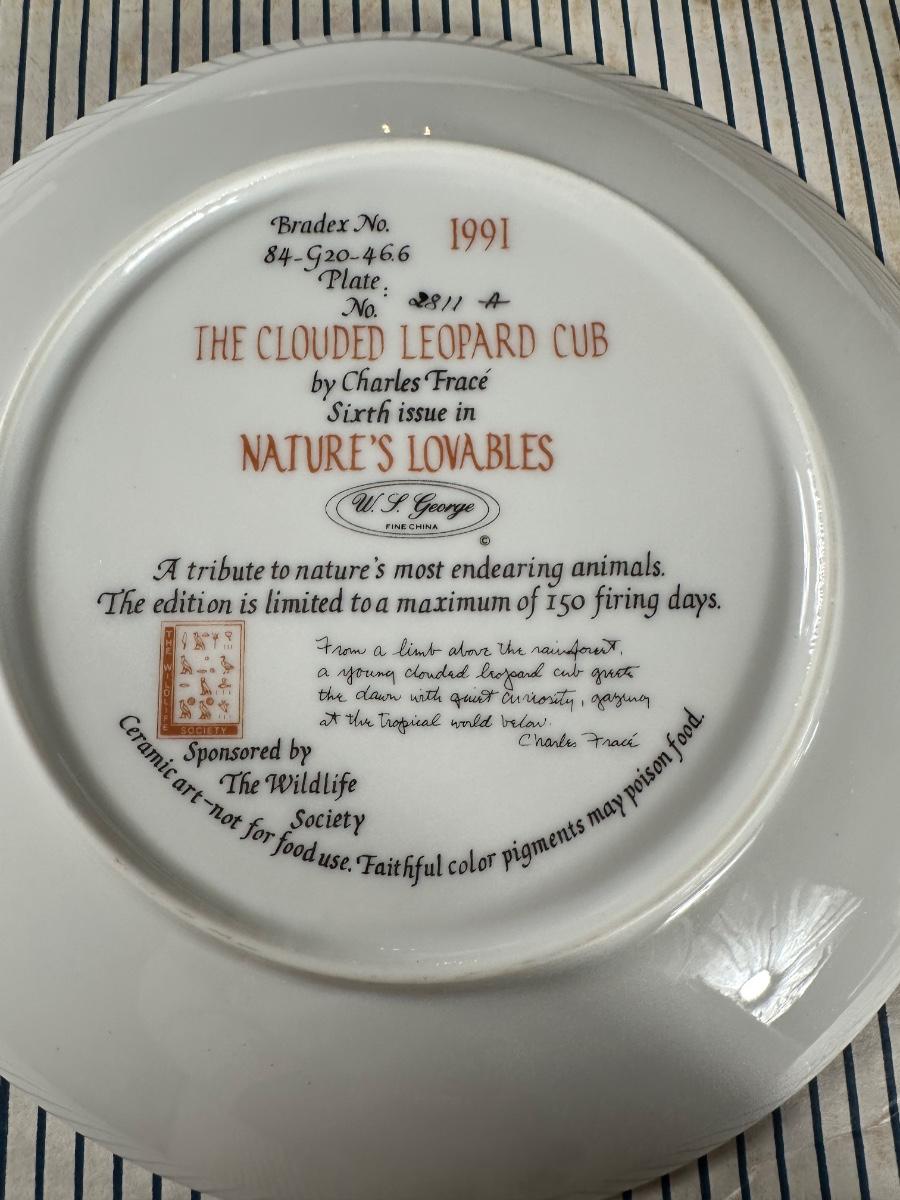 Bradex No.
84-G20-46.6
1991
Plate
No. 2811 A
THE CLOUDED LEOPARD CUB
by Charles Fracé
Sixth issue in
NATURE'S LOVABLES
W. S. George
FINE CHINA
©
A tribute to nature's most endearing animals.
The edition is limited to a maximum of 150 firing days.
THE WILDLIFE
SOCIETY
From a limb above the rainforest,
a young clouded leopard cub greets
the dawn with quiet curiosity, gazing
at the tropical world below.
Charles Fracé
Sponsored by
The Wildlife
Society
Ceramic art–not for food use. Faithful color pigments may poison food.